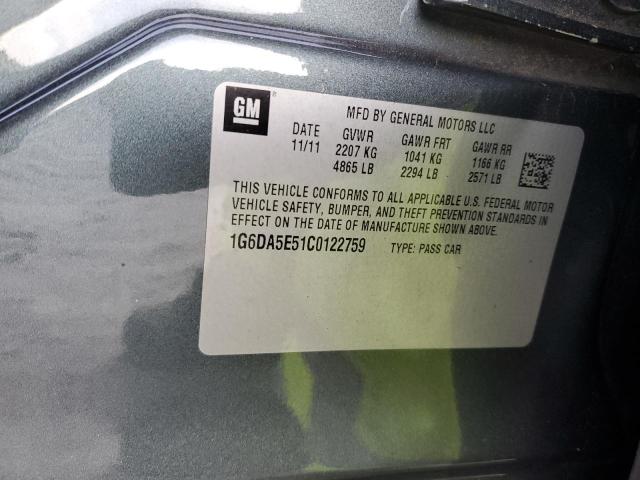 GM
MFD BY GENERAL MOTORS LLC
DATE GVWR GAWR FRT GAWR RR
11/11 2207 KG 1041 KG 1166 KG
4865 LB 2294 LB 2571 LB
THIS VEHICLE CONFORMS TO ALL APPLICABLE U.S. FEDERAL MOTOR
VEHICLE SAFETY, BUMPER, AND THEFT PREVENTION STANDARDS IN
EFFECT ON THE DATE OF MANUFACTURE SHOWN ABOVE.
1G6DA5E51C0122759 TYPE: PASS CAR